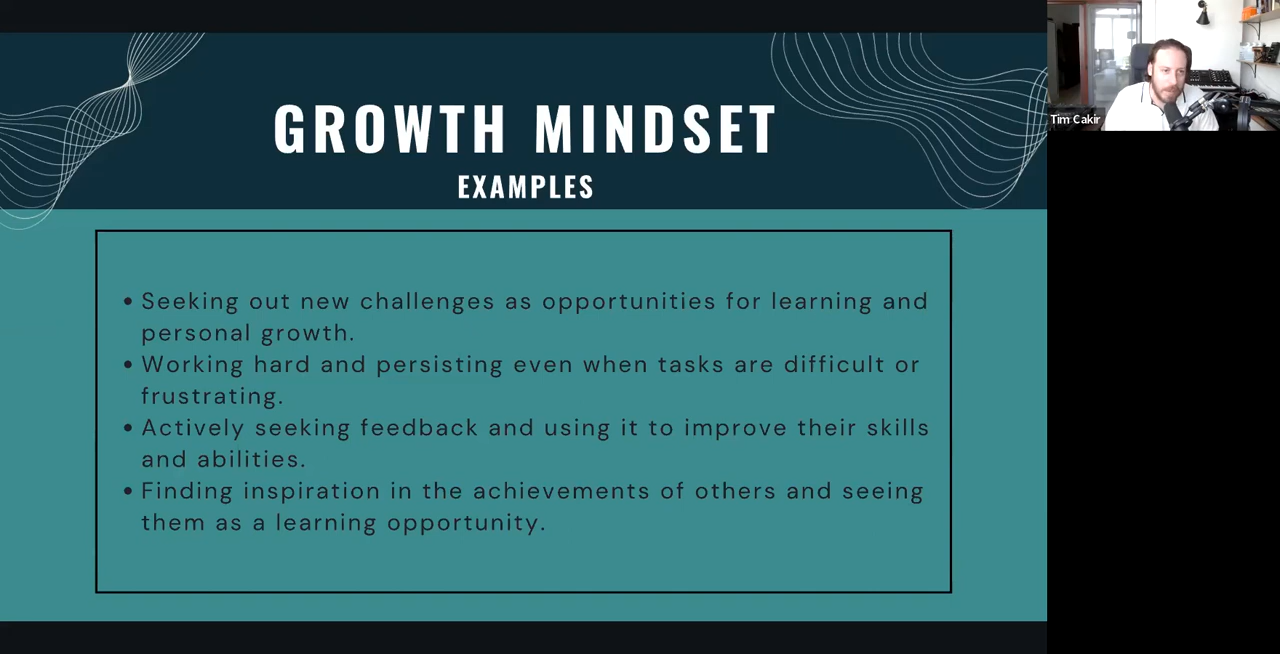 GROWTH MINDSET
EXAMPLES
• Seeking out new challenges as opportunities for learning and
personal growth.
• Working hard and persisting even when tasks are difficult or
frustrating.
• Actively seeking feedback and using it to improve their skills
and abilities.
• Finding inspiration in the achievements of others and seeing
them as a learning opportunity.
Tim Cakir